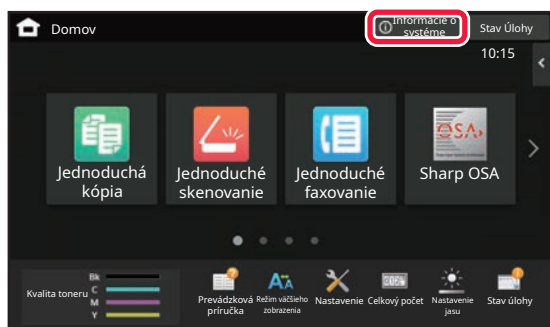 Domov
Informácie o
systéme
Stav Úlohy
10:15
Jednoduchá
kópia
Jednoduché
skenovanie
Jednoduché
faxovanie
OSA
Sharp OSA
Kvalita toneru
Bk
C
M
Y
Prevádzková
príručka
Režim väčšieho
zobrazenia
Nastavenie
Celkový počet
Nastavenie
jasu
Stav úlohy